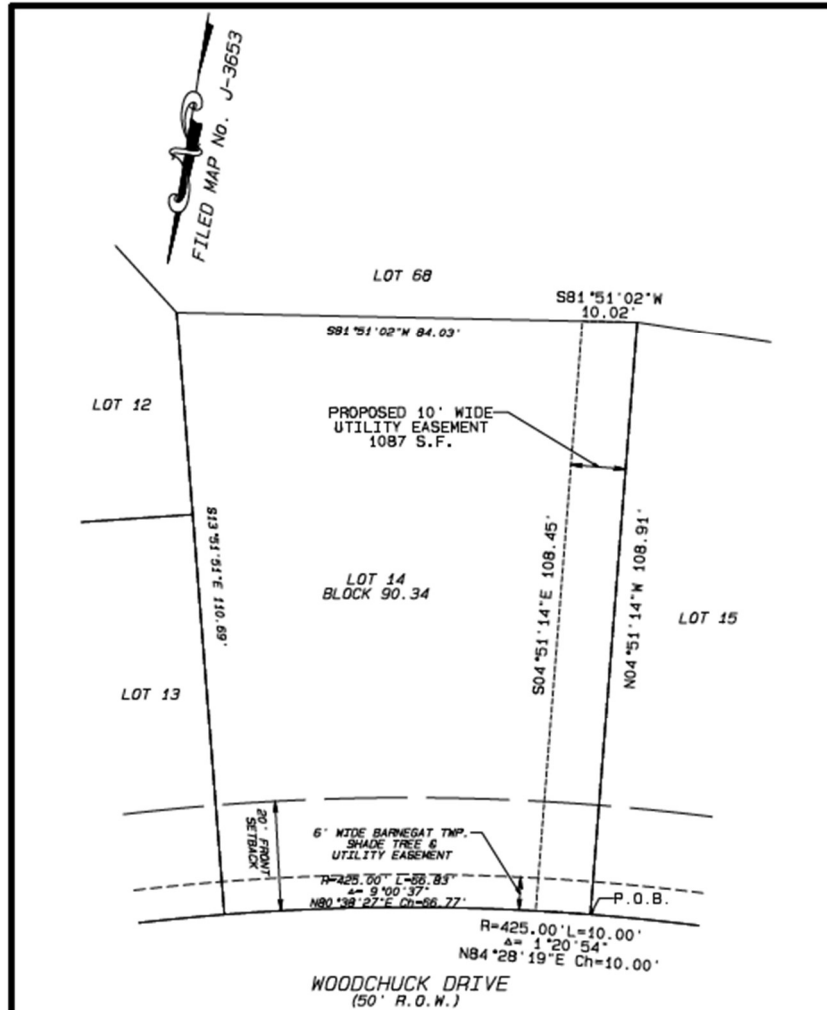 FILED MAP No. J-3653
LOT 68
S81°51'02"W
10.02'
S81°51'02"W 84.03'
LOT 12
PROPOSED 10' WIDE
UTILITY EASEMENT
1087 S.F.
S13°51'51"E 110.69'
LOT 14
BLOCK 90.34
S04°51'14"E 108.45'
N04°51'14"W 108.91'
LOT 15
LOT 13
20' FRONT
SETBACK
6' WIDE BARNEGAT TWP.
SHADE TREE &
UTILITY EASEMENT
R=425.00' L=66.83'
Δ= 9°00'37"
N80°38'27"E Ch=66.77'
P.O.B.
R=425.00' L=10.00'
Δ= 1°20'54"
N84°28'19"E Ch=10.00'
WOODCHUCK DRIVE
(50' R.O.W.)